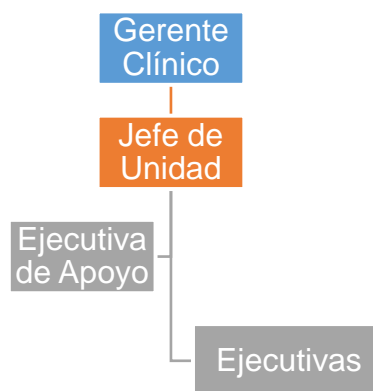 Gerente
Clínico
Jefe de
Unidad
Ejecutiva
de Apoyo
Ejecutivas